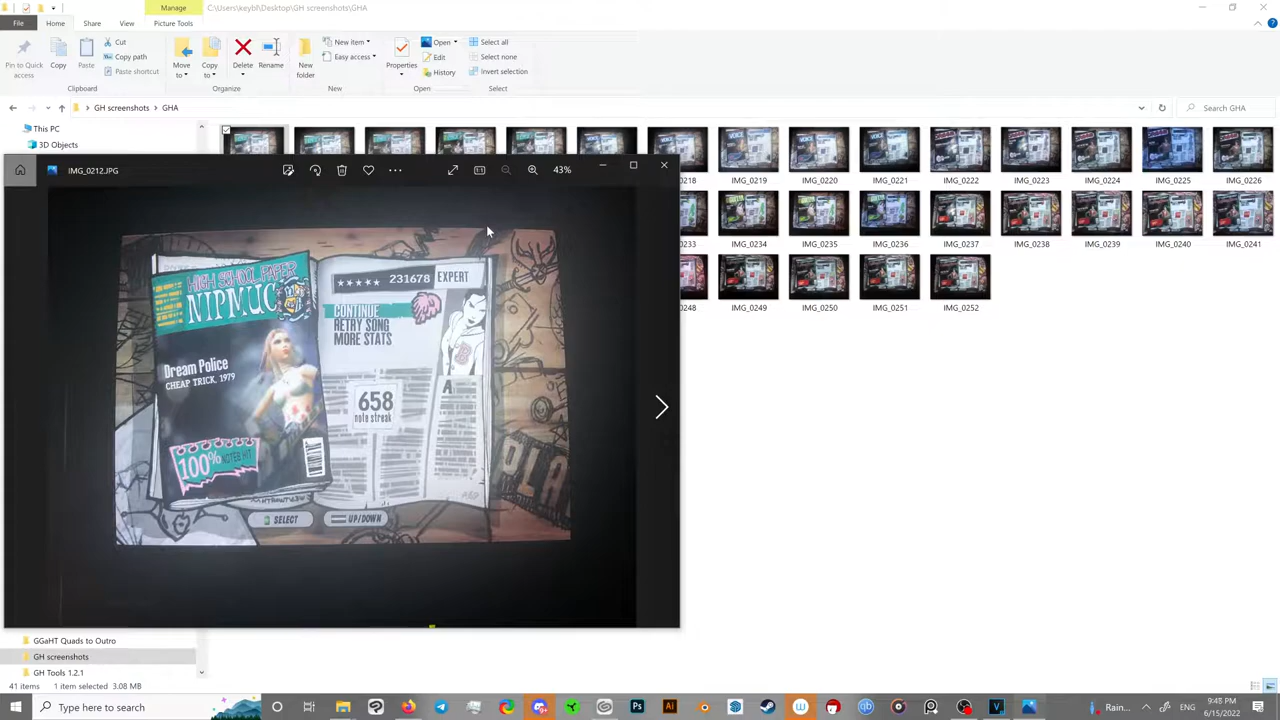 Manage
C:\Users\keybl\Desktop\GH screenshots\GHA
File
Home
Share
View
Picture Tools
Pin to Quick access
Copy
Paste
Cut
Copy path
Paste shortcut
Move to
Copy to
Delete
Rename
New folder
New item
Easy access
Properties
Open
Edit
History
Select all
Select none
Invert selection
Clipboard
Organize
New
Open
Select
GH screenshots
GHA
Search GHA
This PC
3D Objects
IMG_0212.JPG
43%
0218
IMG_0219
IMG_0220
IMG_0221
IMG_0222
IMG_0223
IMG_0224
IMG_0225
IMG_0226
0233
IMG_0234
IMG_0235
IMG_0236
IMG_0237
IMG_0238
IMG_0239
IMG_0240
IMG_0241
0248
IMG_0249
IMG_0250
IMG_0251
IMG_0252
HIGH SCHOOL PAPER
NIPMUC
Dream Police
CHEAP TRICK, 1979
100% NOTES HIT
231678
EXPERT
CONTINUE
RETRY SONG
MORE STATS
658
note streak
A
SELECT
UP/DOWN
GGaHT Quads to Outro
GH screenshots
GH Tools 1.2.1
41 items
1 item selected
3.08 MB
Type here to search
Rain...
9:48 PM
6/15/2022